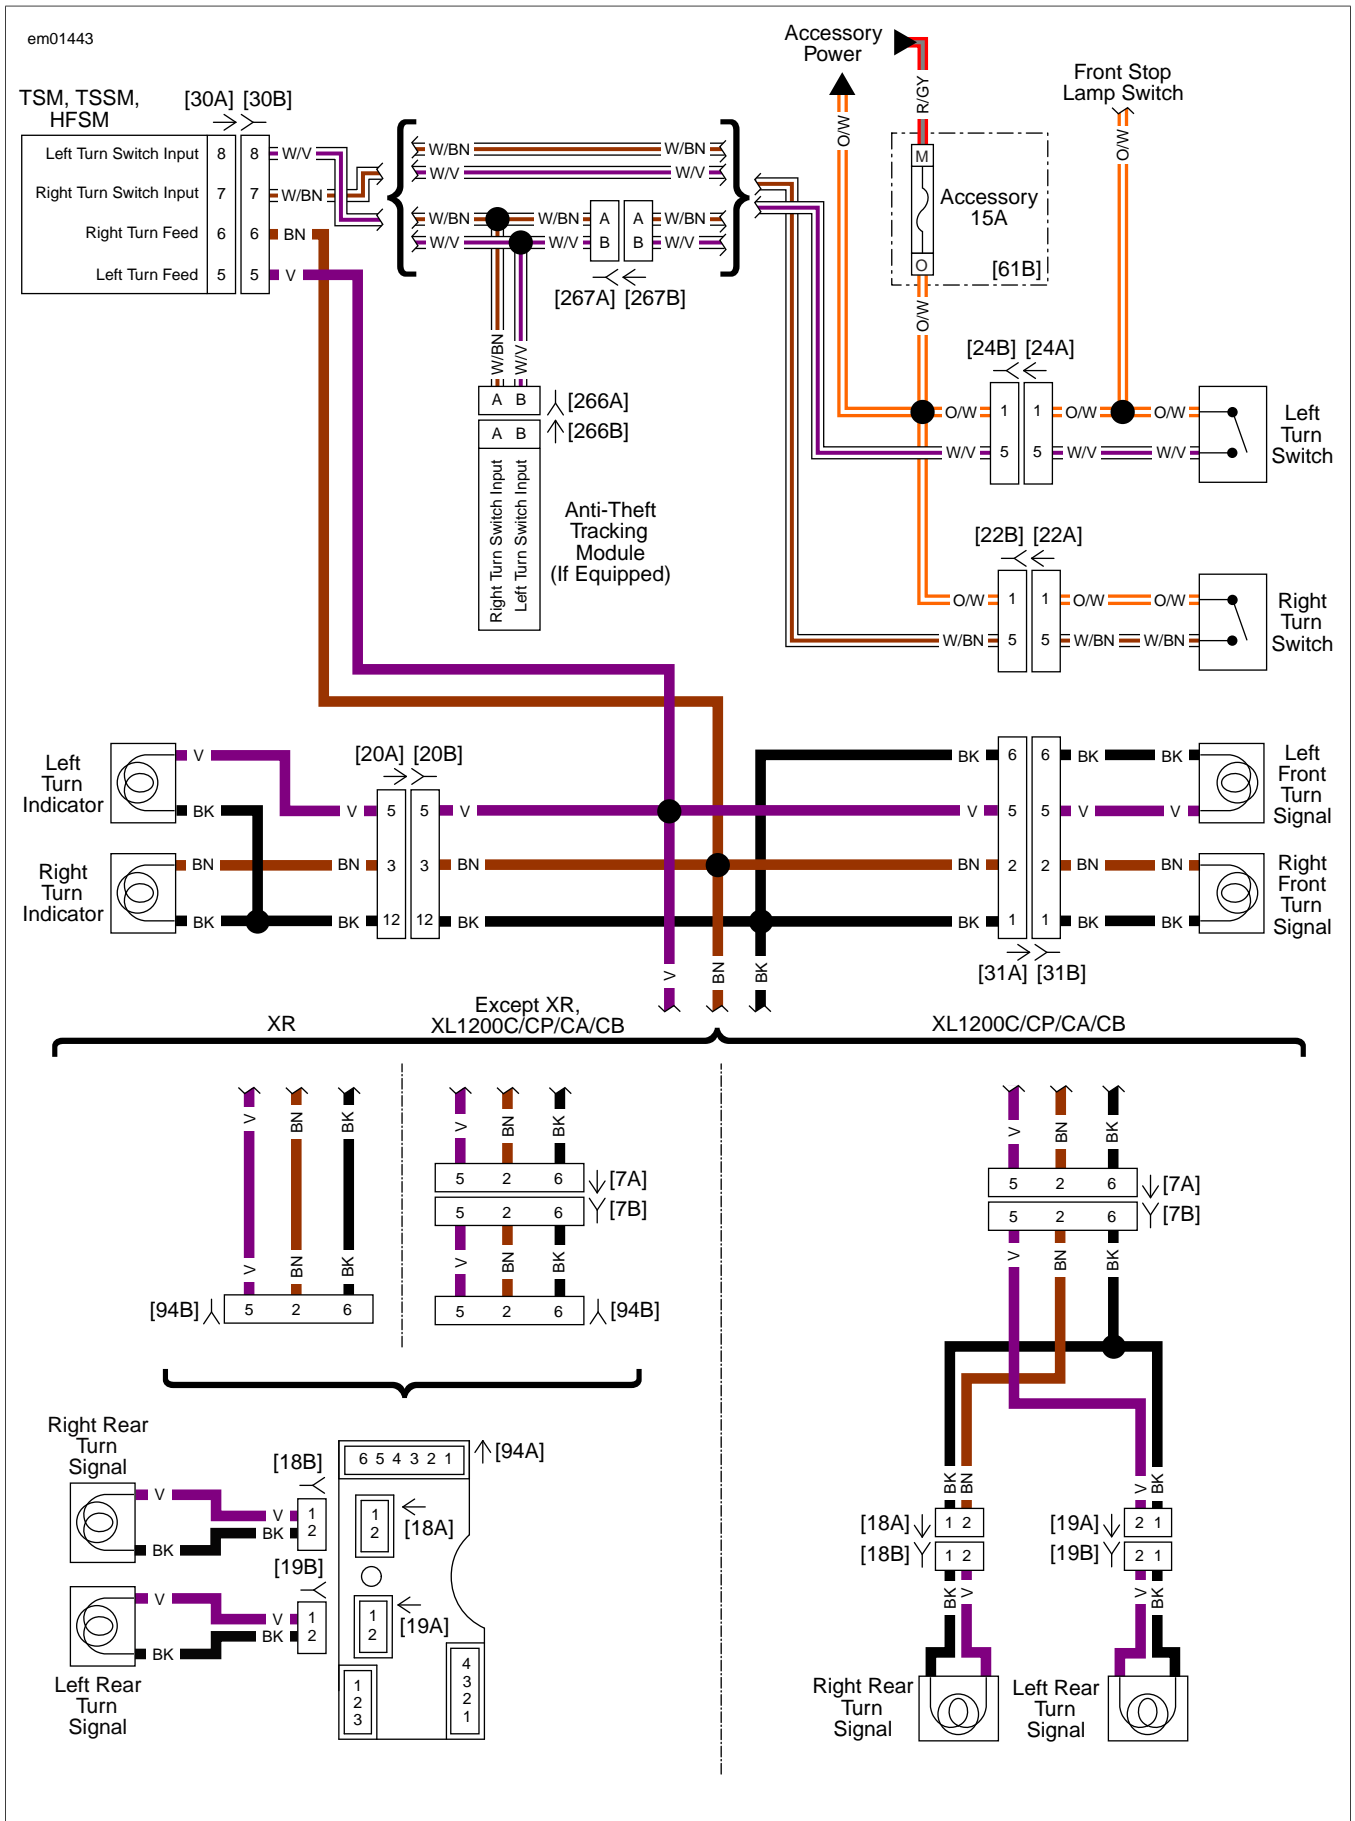 em01443
Accessory
Power
Front Stop
Lamp Switch
TSM, TSSM,
HFSM
[30A] [30B]
Left Turn Switch Input 8 8 W/V
Right Turn Switch Input 7 7 W/BN
Right Turn Feed 6 6 BN
Left Turn Feed 5 5 V
W/BN W/BN
W/V W/V
W/BN W/BN A A W/BN
W/V W/V B B W/V
[267A] [267B]
W/BN W/V
A B [266A]
A B [266B]
Right Turn Switch Input
Left Turn Switch Input
Anti-Theft
Tracking
Module
(If Equipped)
O/W R/GY O/W
M
Accessory
15A
O
[61B]
O/W
[24B] [24A]
O/W 1 1 O/W O/W
W/V 5 5 W/V W/V
Left
Turn
Switch
[22B] [22A]
O/W 1 1 O/W O/W
W/BN 5 5 W/BN W/BN
Right
Turn
Switch
Left
Turn
Indicator
V
BK
Right
Turn
Indicator
BN
BK
[20A] [20B]
V 5 5 V
BN 3 3 BN
BK 12 12 BK
BK 6 6 BK BK
V 5 5 V V
BN 2 2 BN BN
BK 1 1 BK BK
[31A] [31B]
Left
Front
Turn
Signal
Right
Front
Turn
Signal
V BN BK
XR
Except XR,
XL1200C/CP/CA/CB
XL1200C/CP/CA/CB
V BN BK
V BN BK
[94B] 5 2 6
V BN BK
5 2 6 [7A]
5 2 6 [7B]
V BN BK
5 2 6 [94B]
V BN BK
5 2 6 [7A]
5 2 6 [7B]
V BN BK
Right Rear
Turn
Signal
V V 1
BK BK 2
[18B]
[19B]
V V 1
BK BK 2
Left Rear
Turn
Signal
6 5 4 3 2 1 [94A]
1
2
[18A]
1
2
[19A]
1
2
3
4
3
2
1
BK BN V BK
[18A] 1 2
[18B] 1 2
[19A] 2 1
[19B] 2 1
BK V V BK
Right Rear
Turn
Signal
Left Rear
Turn
Signal